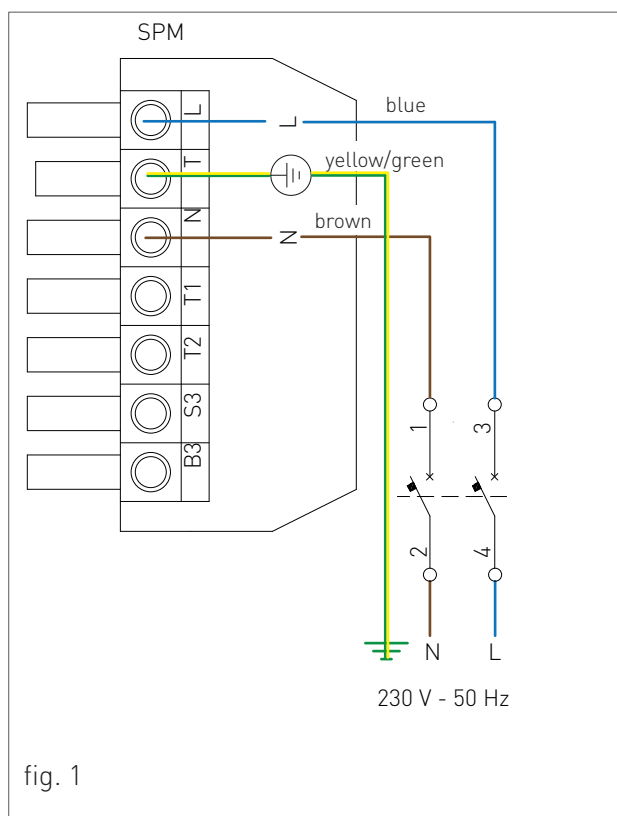 SPM
L
L
blue
T
yellow/green
N
N
brown
T1
T2
S3
B3
1
3
2
4
N
L
230 V - 50 Hz
fig. 1